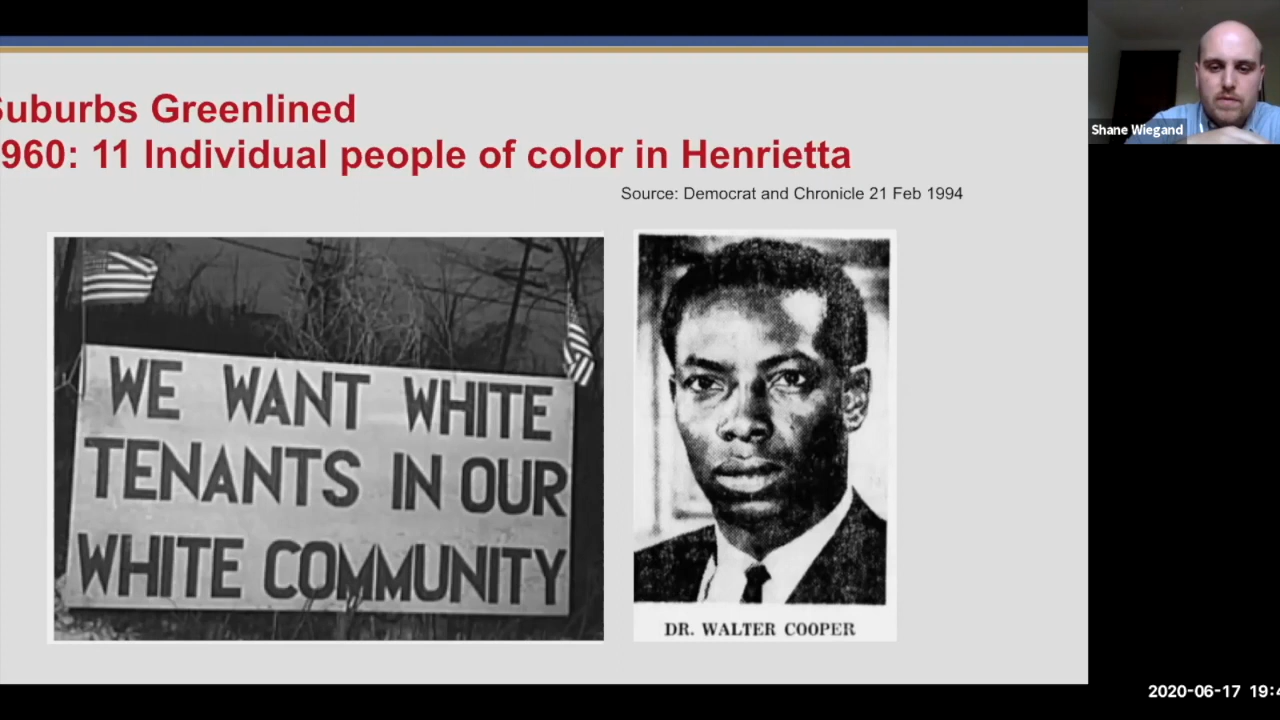 Suburbs Greenlined
960: 11 Individual people of color in Henrietta
Source: Democrat and Chronicle 21 Feb 1994
WE WANT WHITE
TENANTS IN OUR
WHITE COMMUNITY
DR. WALTER COOPER
Shane Wiegand
2020-06-17 19:4